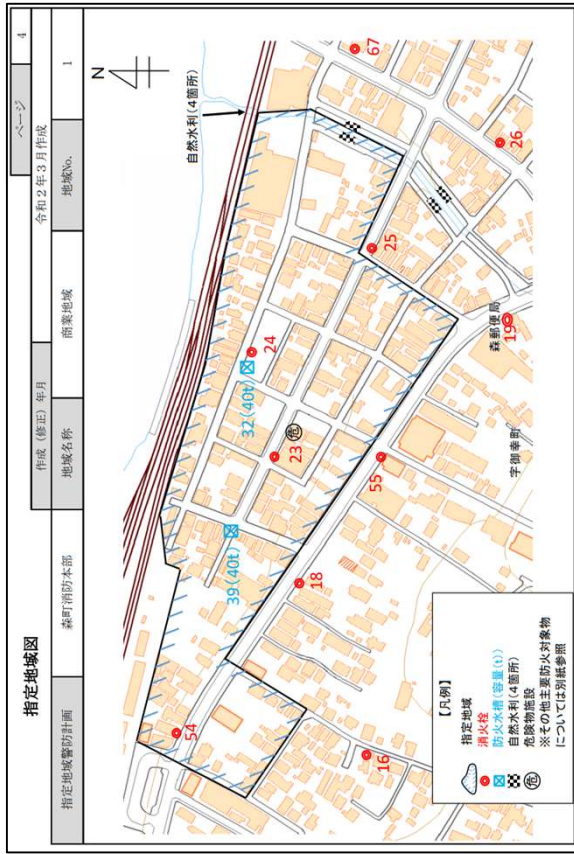 指定地域図
ページ
4
作成（修正）年月
令和２年３月作成
指定地域警防計画
森町消防本部
地域名称
商業地域
地域No.
1
N
自然水利(4箇所)
67
26
25
24
32(40t)
23
危
39(40t)
森郵便局
19
55
字御幸町
18
54
16
【凡例】
指定地域
消火栓
防火水槽(容量(t))
自然水利(4箇所)
危 危険物施設
※その他主要防火対象物
については別紙参照